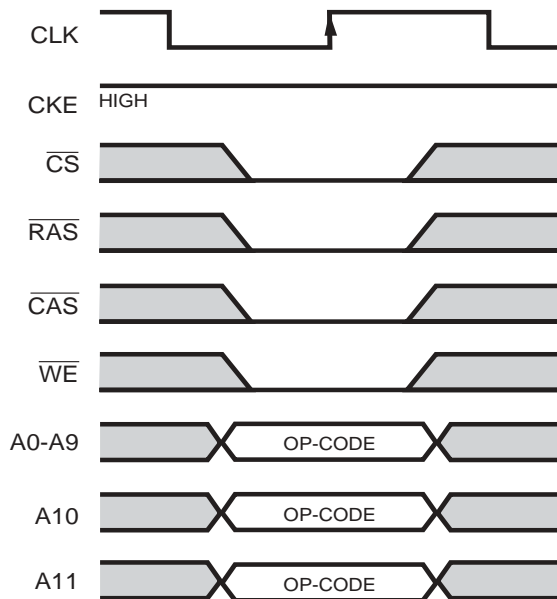 CLK
CKE HIGH
CS
RAS
CAS
WE
A0-A9 OP-CODE
A10 OP-CODE
A11 OP-CODE